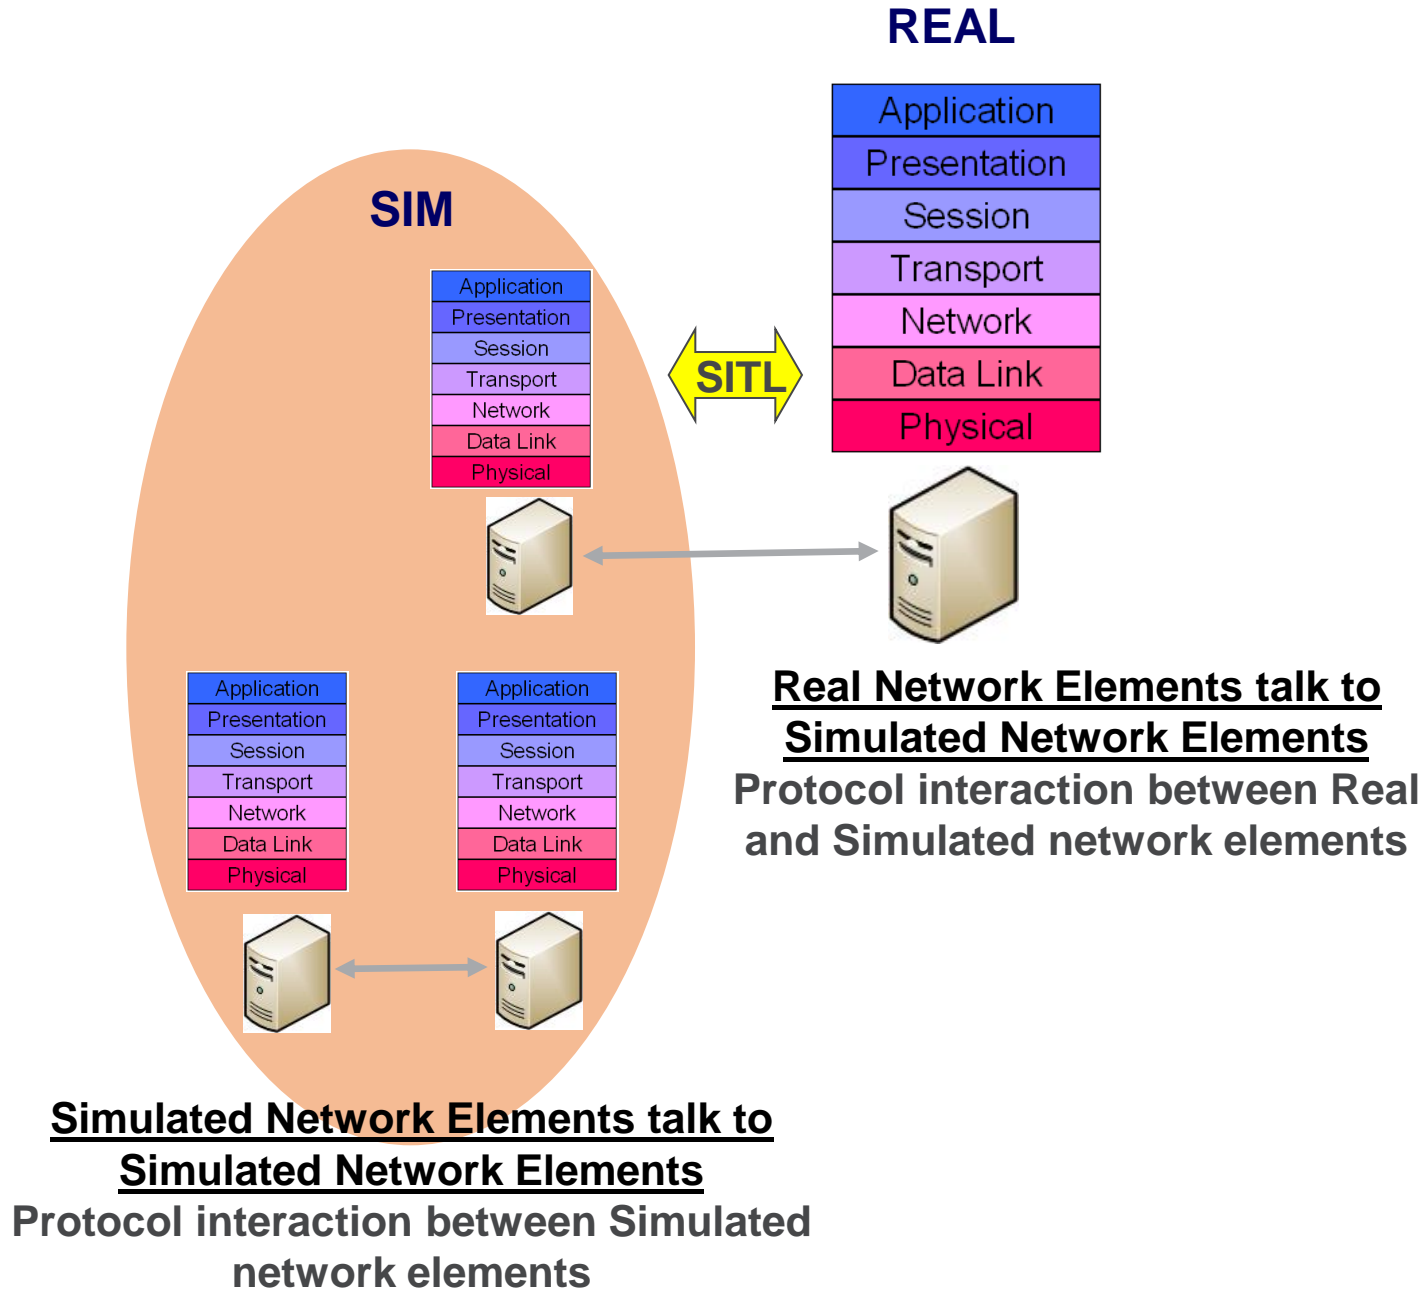 REAL
Application
Presentation
Session
Transport
Network
Data Link
Physical
SIM
Application
Presentation
Session
Transport
Network
Data Link
Physical
SITL
Application
Presentation
Session
Transport
Network
Data Link
Physical
Application
Presentation
Session
Transport
Network
Data Link
Physical
Real Network Elements talk to
Simulated Network Elements
Protocol interaction between Real
and Simulated network elements
Simulated Network Elements talk to
Simulated Network Elements
Protocol interaction between Simulated
network elements